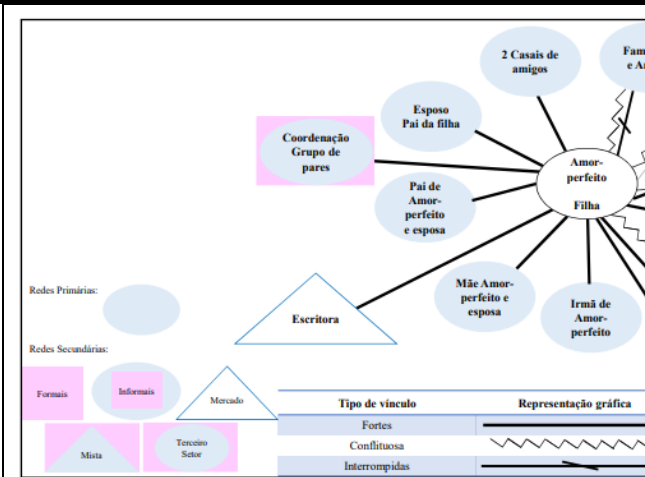 2 Casais de
amigos
Esposo
Pai da filha
Coordenação
Grupo de
pares
Amor-
perfeito
Filha
Pai de
Amor-
perfeito
e esposa
Mãe Amor-
perfeito e
esposa
Irmã de
Amor-
perfeito
Escritora
Redes Primárias:
Redes Secundárias:
Formais
Informais
Mercado
Mista
Terceiro
Setor
Tipo de vínculo Representação gráfica
Fortes
Conflituosa
Interrompidas